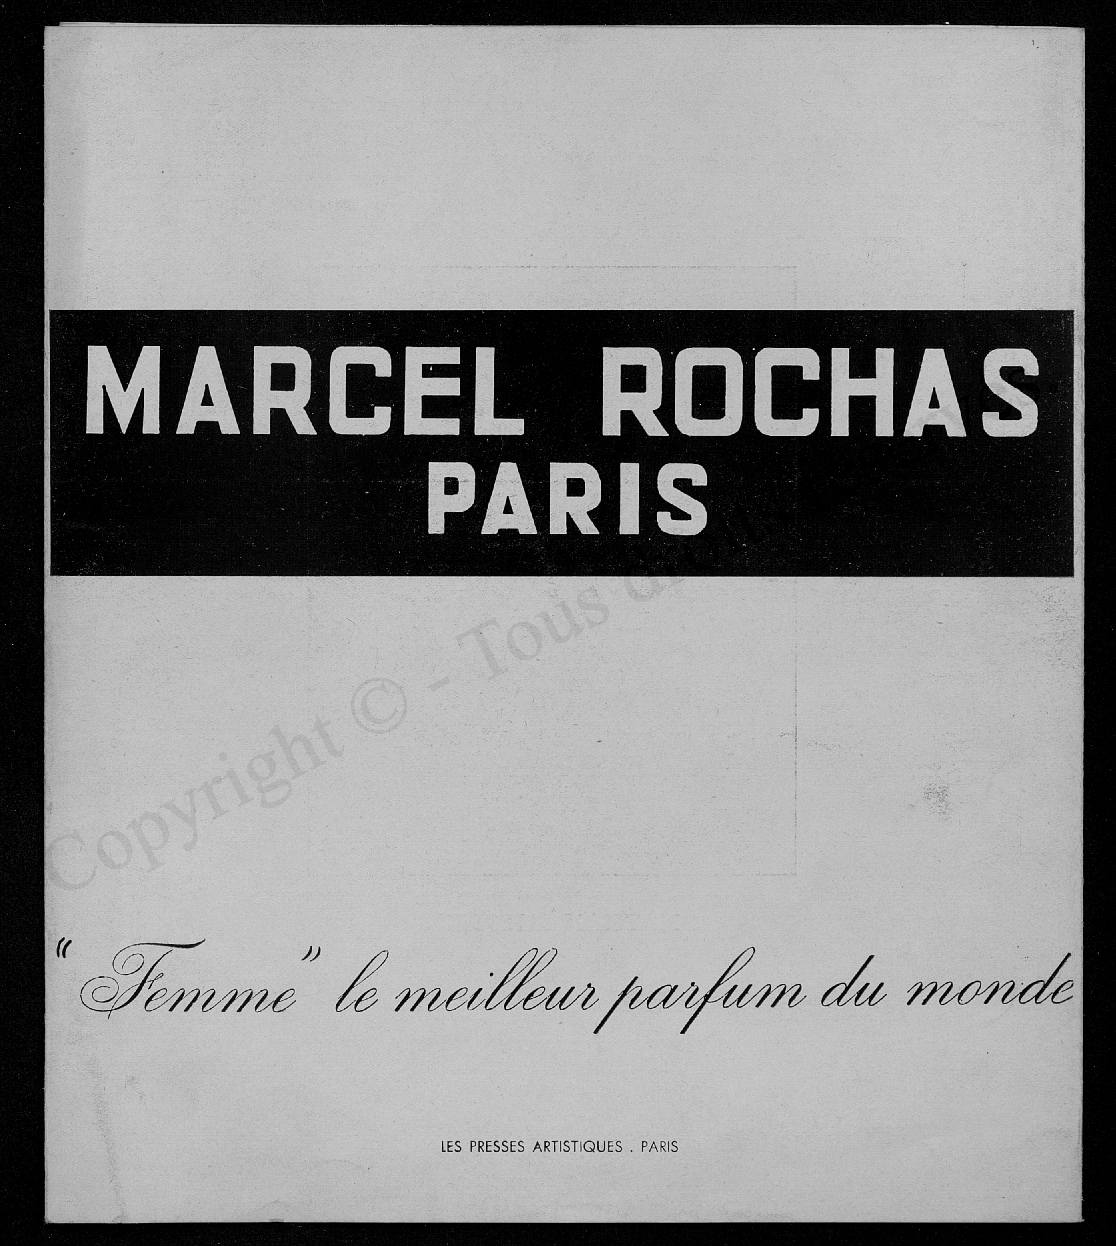 MARCEL ROCHAS
PARIS
Copyright © - Tous
"Femme" le meilleur parfum du monde
LES PRESSES ARTISTIQUES . PARIS